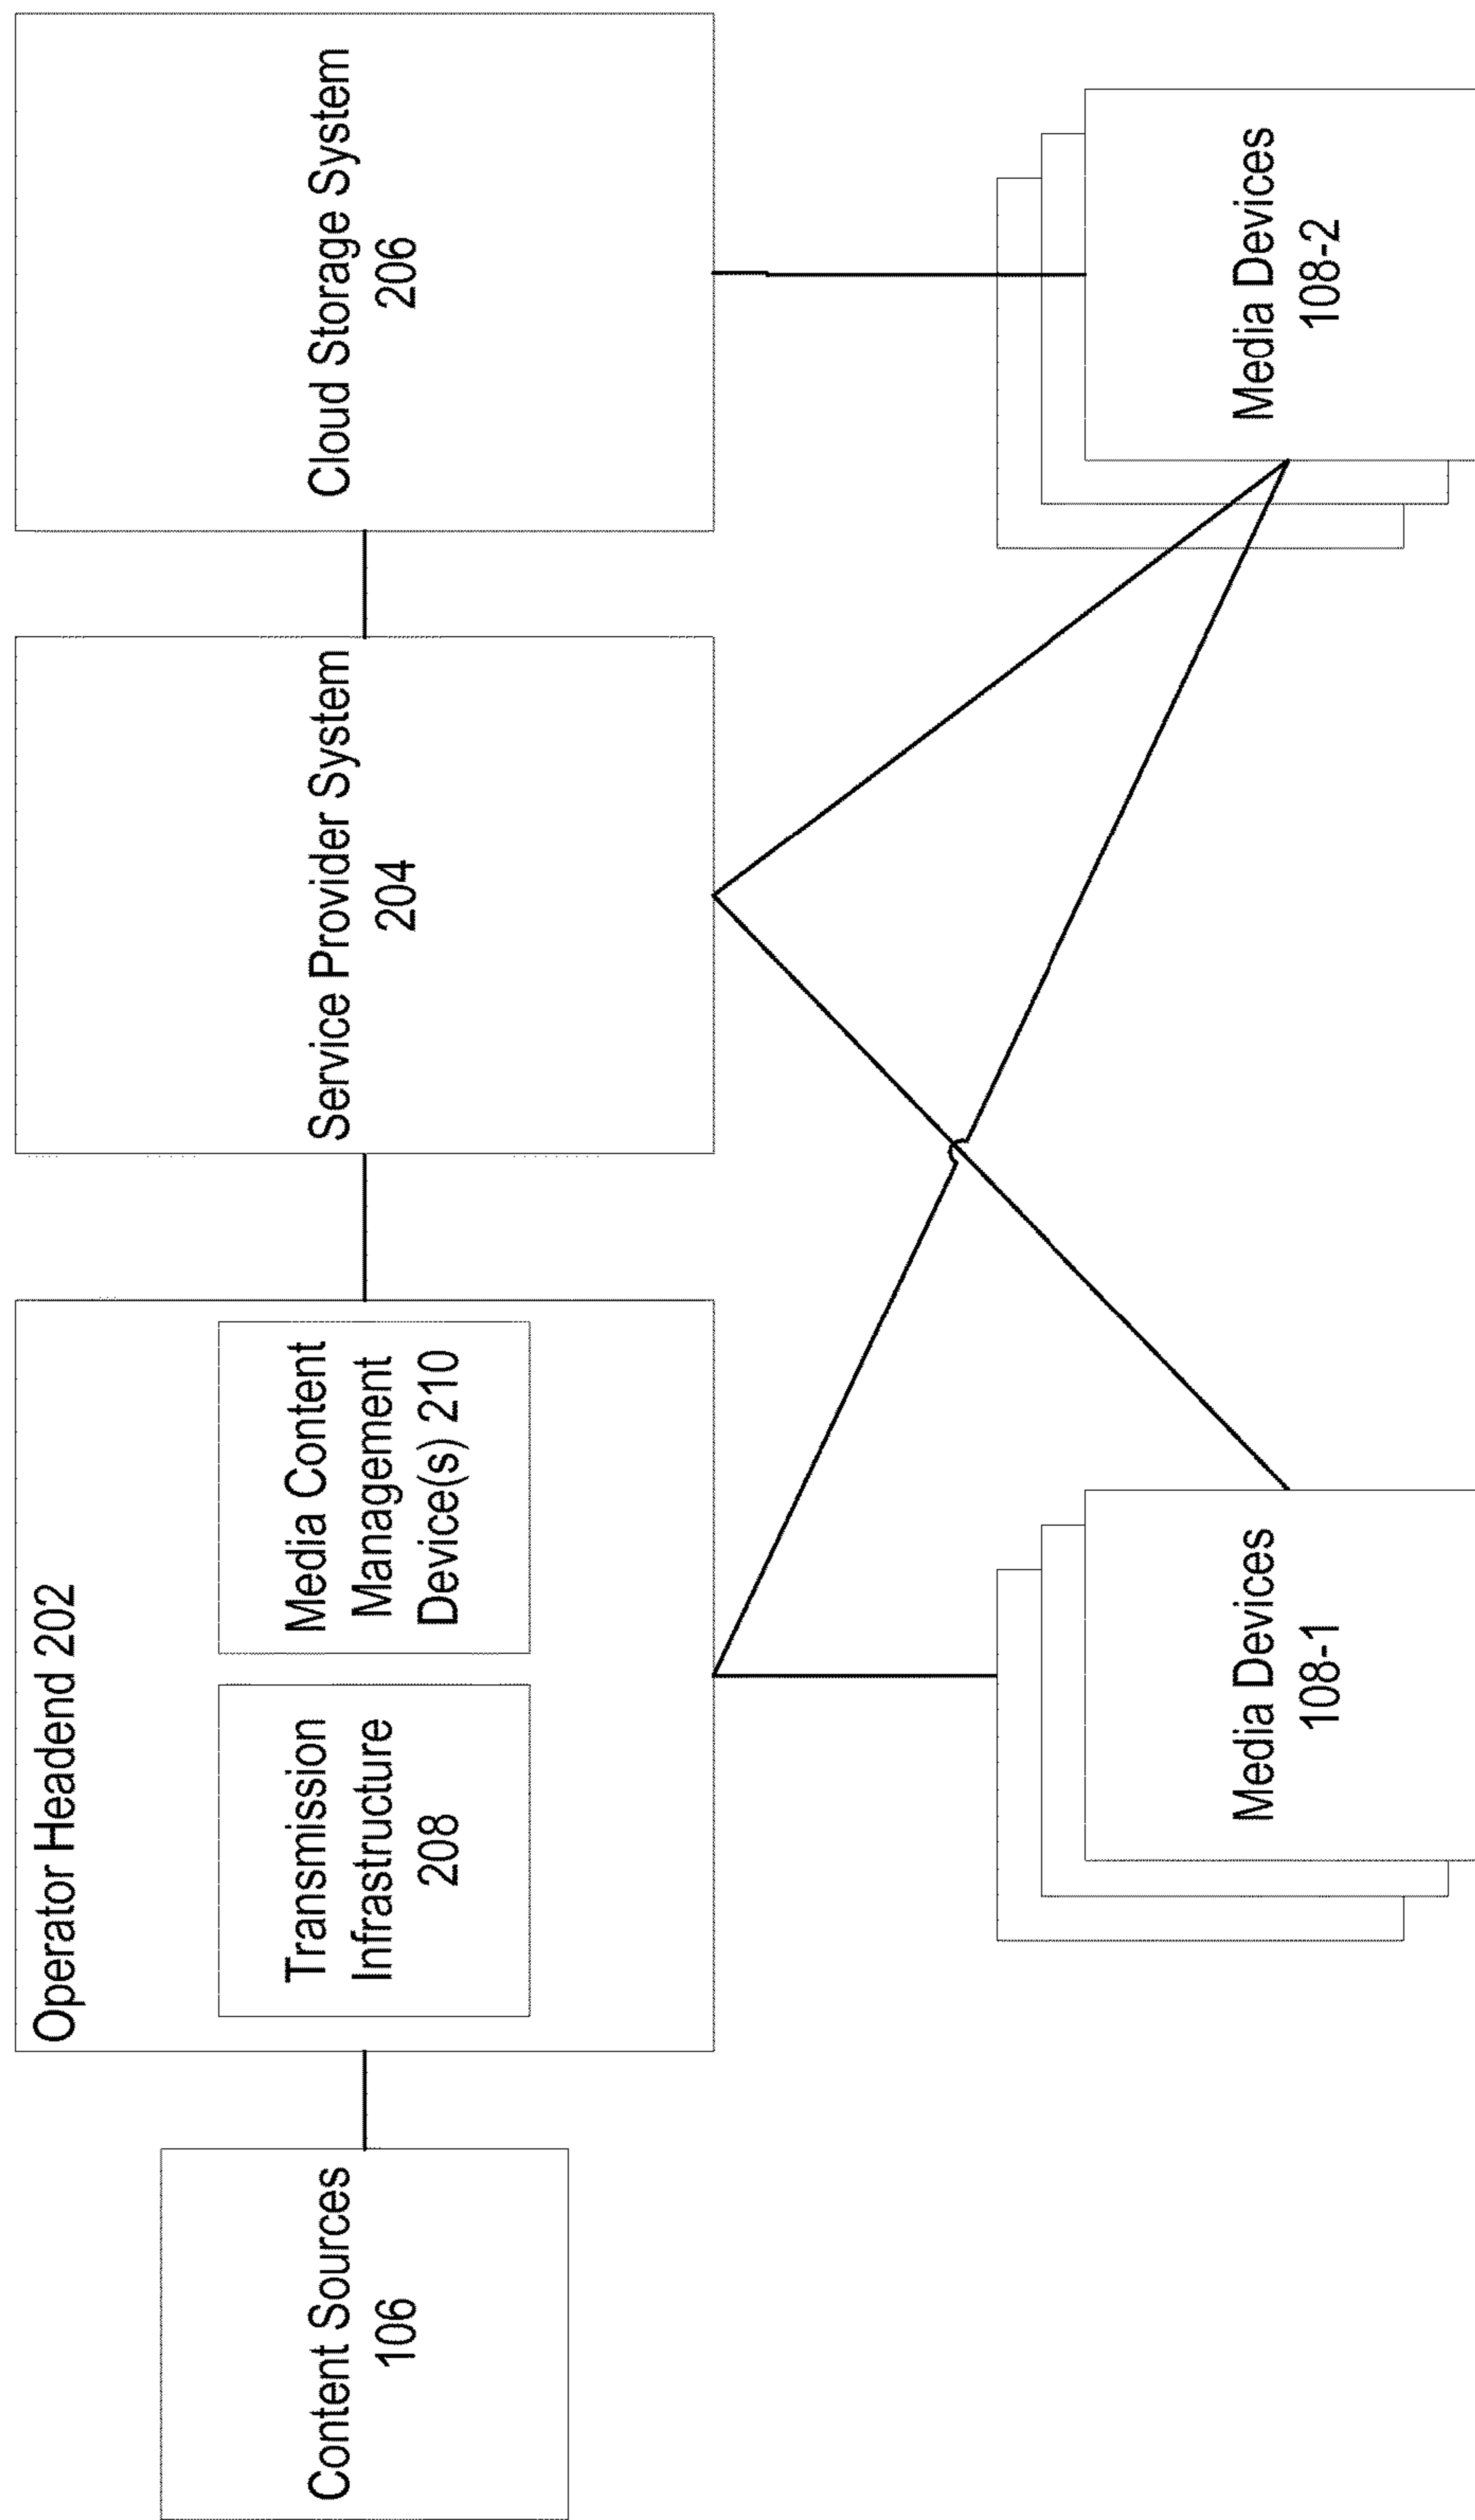 Operator Headend 202
Content Sources
106
Transmission
Infrastructure
208
Media Content
Management
Device(s) 210
Service Provider System
204
Cloud Storage System
206
Media Devices
108-1
Media Devices
108-2